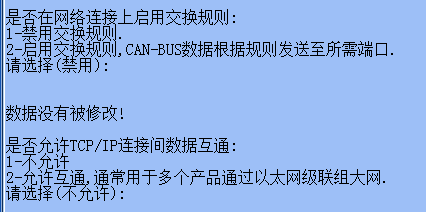 是否在网络连接上启用交换规则:
1-禁用交换规则.
2-启用交换规则,CAN-BUS数据根据规则发送至所需端口.
请选择(禁用):
数据没有被修改!
是否允许TCP/IP连接间数据互通:
1-不允许
2-允许互通,通常用于多个产品通过以太网级联组大网.
请选择(不允许):